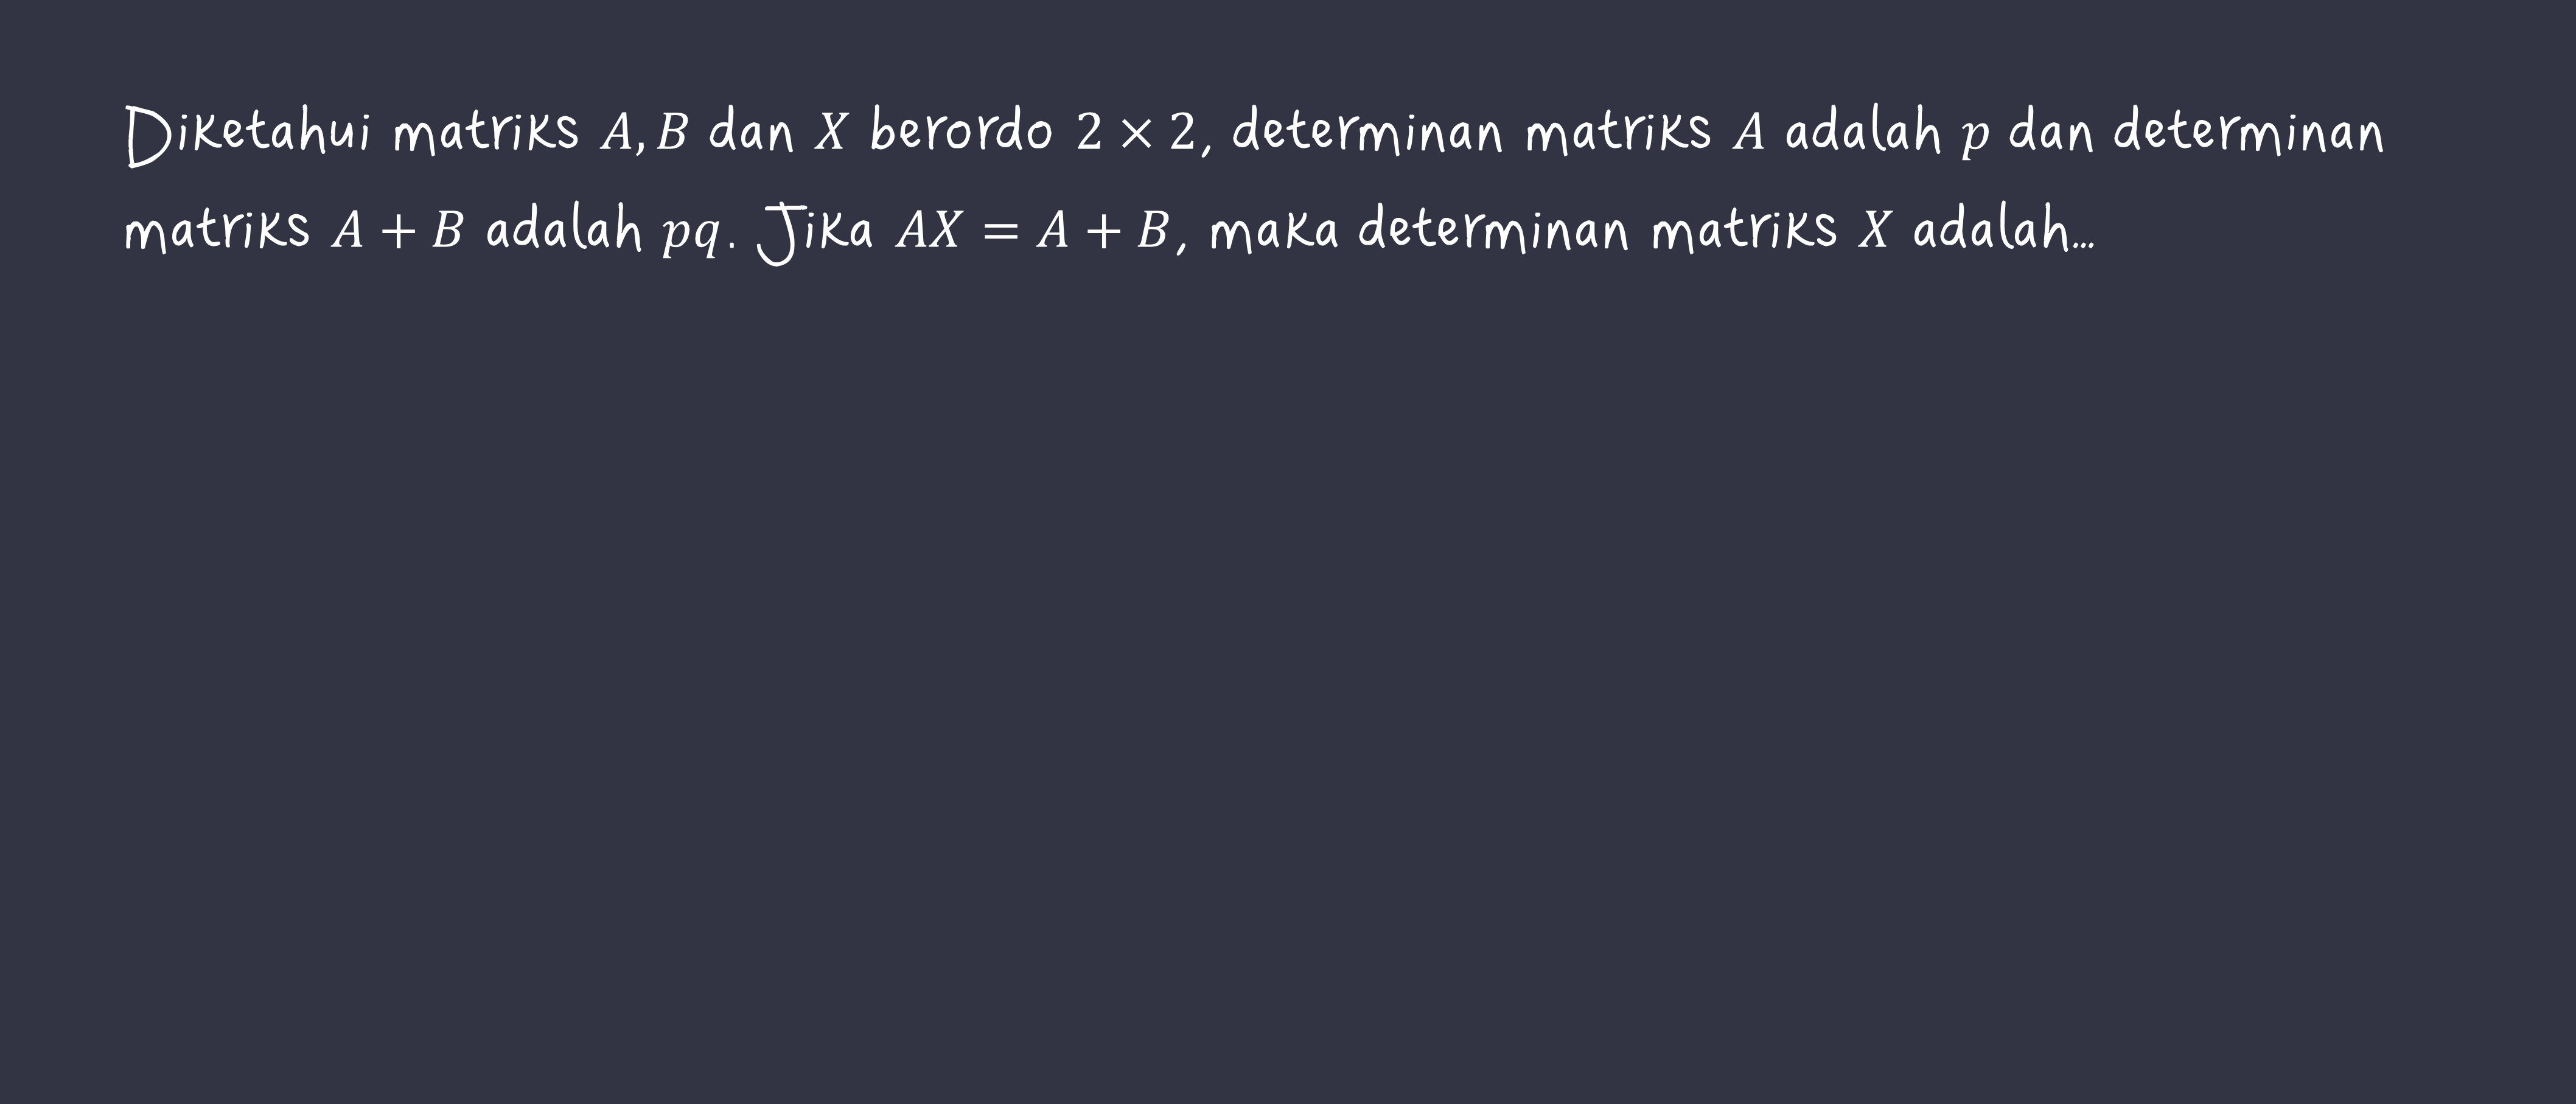 Diketahui matriks A, B dan X berordo 2 × 2, determinan matriks A adalah p dan determinan
matriks A + B adalah pq. Jika AX = A + B, maka determinan matriks X adalah...